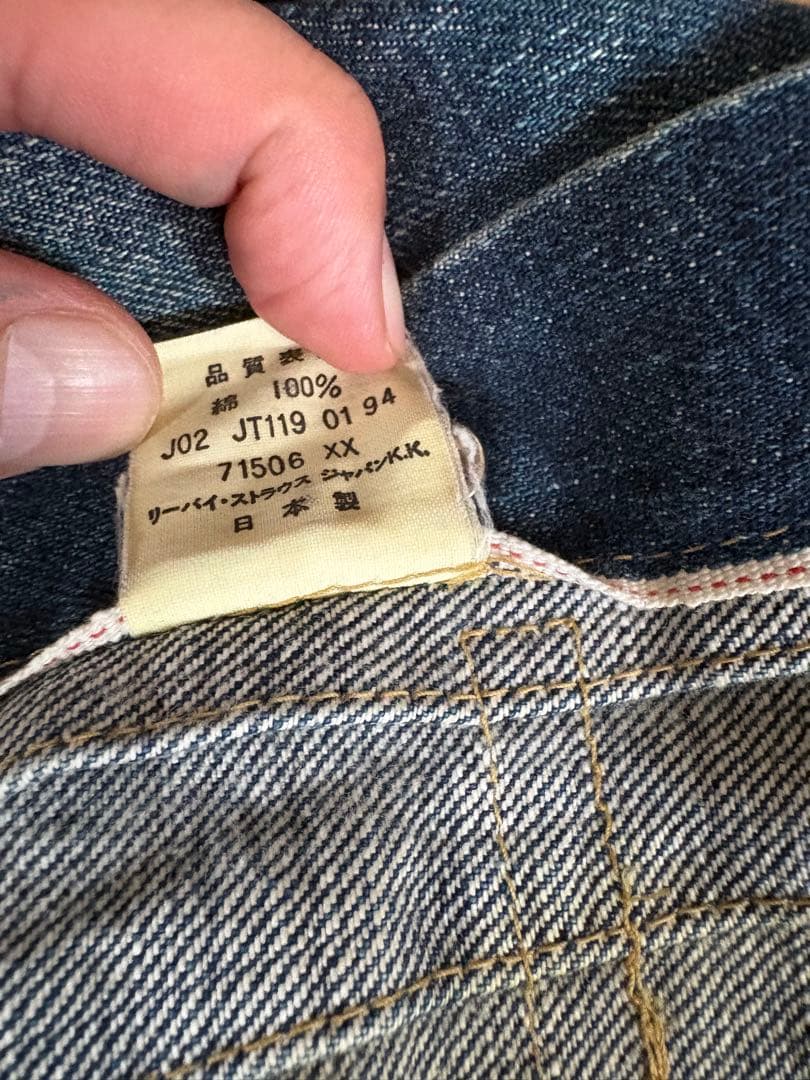 品質表
綿 100%
J02 JT119 01 94
71506 XX
リーバイ・ストラウス ジャパンK.K.
日本製